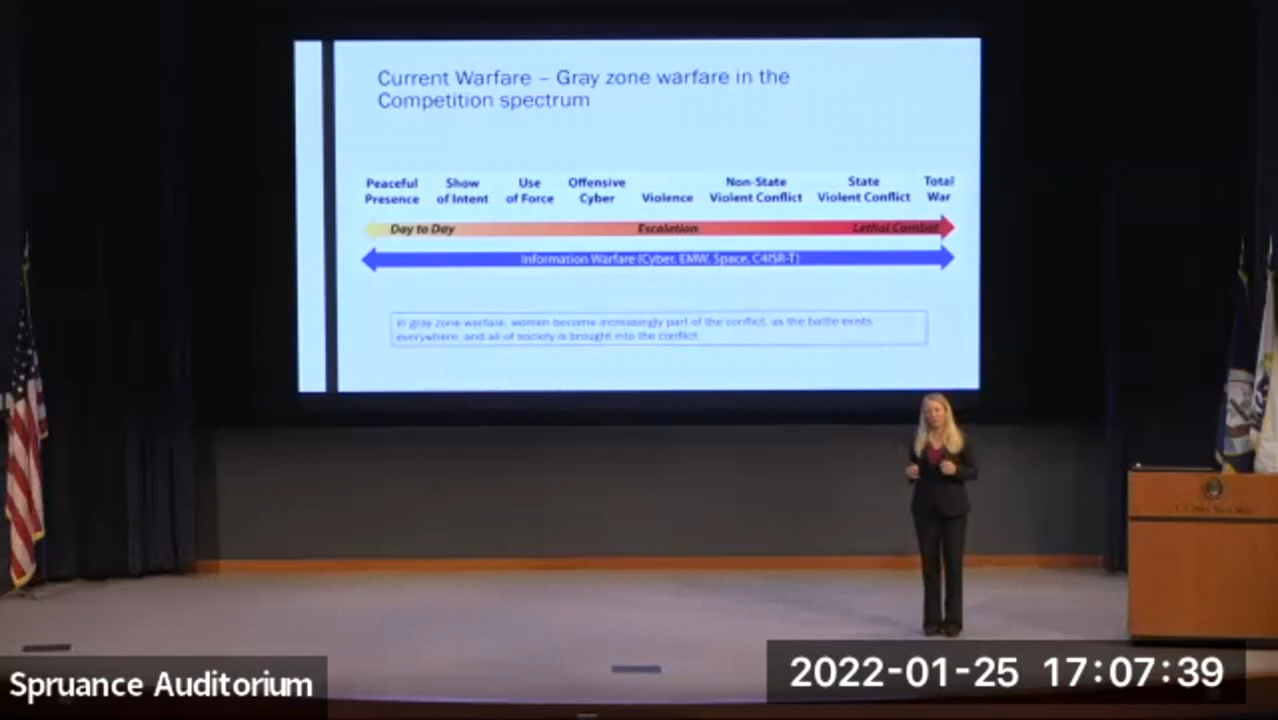 Current Warfare – Gray zone warfare in the
Competition spectrum
Peaceful Presence
Show of Intent
Use of Force
Offensive Cyber
Violence
Non-State Violent Conflict
State Violent Conflict
Total War
Day to Day
Escalation
Lethal Combat
Information Warfare (Cyber, EMW, Space, C4ISR-T)
In gray zone warfare, women become increasingly part of the conflict, as the battle exists
everywhere, and all of society is brought into the conflict
Spruance Auditorium
2022-01-25 17:07:39